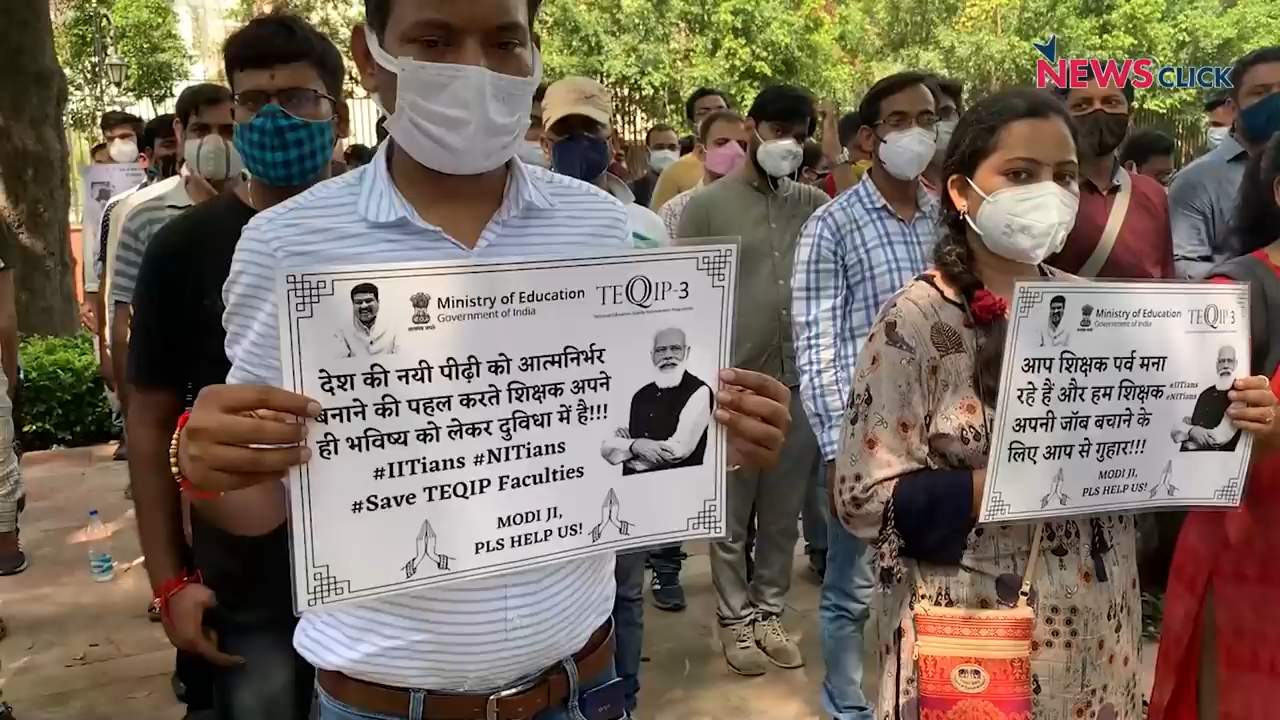 NEWSCLICK
Ministry of Education
Government of India
TEQIP-3
देश की नयी पीढ़ी को आत्मनिर्भर
बनाने की पहल करते शिक्षक अपने
ही भविष्य को लेकर दुविधा में है!!!
#IITians #NITians
#Save TEQIP Faculties
MODI JI,
PLS HELP US!
Ministry of Education
Government of India
TEQIP-3
आप शिक्षक पर्व मना
रहे हैं और हम शिक्षक #IITians
#NITians
अपनी जॉब बचाने के
लिए आप से गुहार!!!
MODI JI,
PLS HELP US!